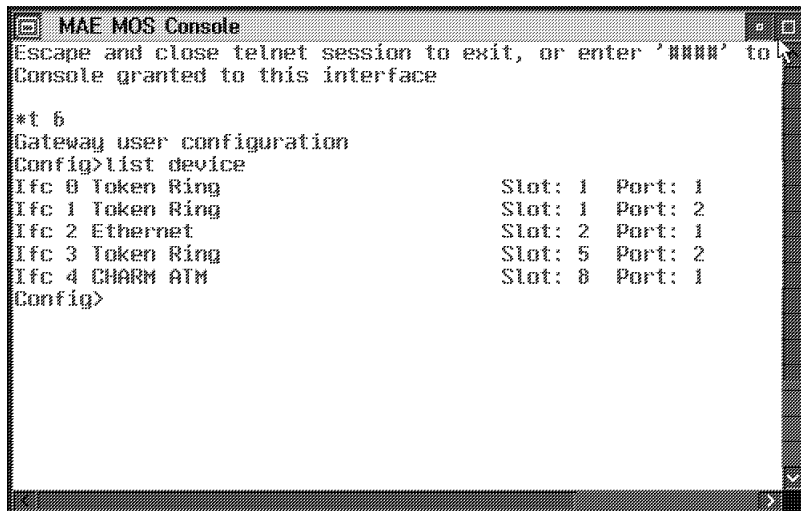 MAE MOS Console
Escape and close telnet session to exit, or enter '####' to
Console granted to this interface
*t 6
Gateway user configuration
Config>list device
Ifc 0 Token Ring Slot: 1 Port: 1
Ifc 1 Token Ring Slot: 1 Port: 2
Ifc 2 Ethernet Slot: 2 Port: 1
Ifc 3 Token Ring Slot: 5 Port: 2
Ifc 4 CHARM ATM Slot: 8 Port: 1
Config>